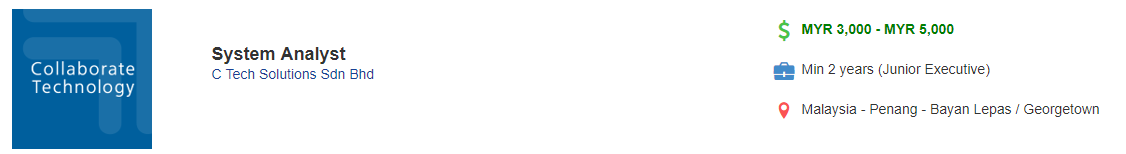 Collaborate
Technology
System Analyst
C Tech Solutions Sdn Bhd
MYR 3,000 - MYR 5,000
Min 2 years (Junior Executive)
Malaysia - Penang - Bayan Lepas / Georgetown